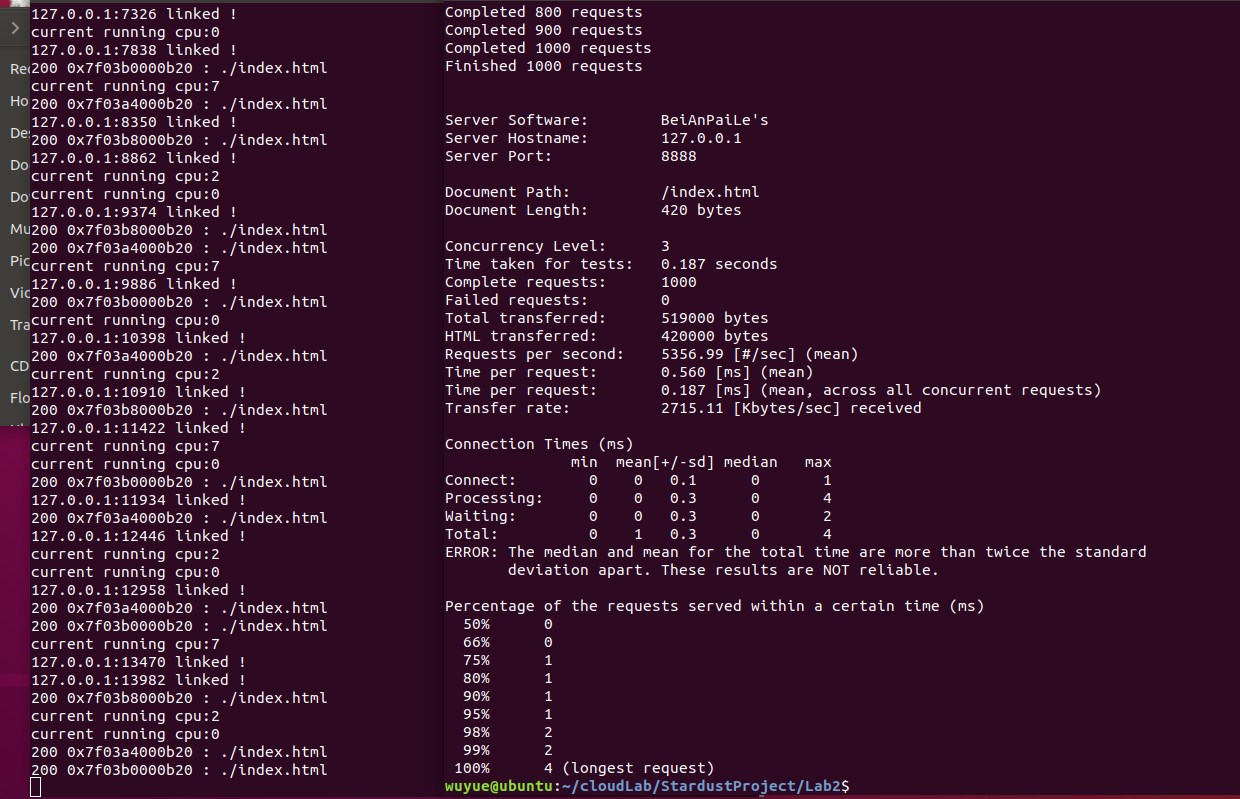 Rec
Ho
Des
Do
Do
Mu
Pic
Vic
Tra
CD
Flo
127.0.0.1:7326 linked !
current running cpu:0
127.0.0.1:7838 linked !
200 0x7f03b0000b20 : ./index.html
current running cpu:7
200 0x7f03a4000b20 : ./index.html
127.0.0.1:8350 linked !
200 0x7f03b8000b20 : ./index.html
127.0.0.1:8862 linked !
current running cpu:2
current running cpu:0
127.0.0.1:9374 linked !
200 0x7f03b8000b20 : ./index.html
200 0x7f03a4000b20 : ./index.html
current running cpu:7
127.0.0.1:9886 linked !
200 0x7f03b0000b20 : ./index.html
current running cpu:0
127.0.0.1:10398 linked !
200 0x7f03a4000b20 : ./index.html
current running cpu:2
127.0.0.1:10910 linked !
200 0x7f03b8000b20 : ./index.html
127.0.0.1:11422 linked !
current running cpu:7
current running cpu:0
200 0x7f03b0000b20 : ./index.html
127.0.0.1:11934 linked !
200 0x7f03a4000b20 : ./index.html
127.0.0.1:12446 linked !
current running cpu:2
current running cpu:0
127.0.0.1:12958 linked !
200 0x7f03a4000b20 : ./index.html
200 0x7f03b0000b20 : ./index.html
current running cpu:7
127.0.0.1:13470 linked !
127.0.0.1:13982 linked !
200 0x7f03b8000b20 : ./index.html
current running cpu:2
current running cpu:0
200 0x7f03a4000b20 : ./index.html
200 0x7f03b0000b20 : ./index.html
Completed 800 requests
Completed 900 requests
Completed 1000 requests
Finished 1000 requests
Server Software: BeiAnPaiLe's
Server Hostname: 127.0.0.1
Server Port: 8888
Document Path: /index.html
Document Length: 420 bytes
Concurrency Level: 3
Time taken for tests: 0.187 seconds
Complete requests: 1000
Failed requests: 0
Total transferred: 519000 bytes
HTML transferred: 420000 bytes
Requests per second: 5356.99 [#/sec] (mean)
Time per request: 0.560 [ms] (mean)
Time per request: 0.187 [ms] (mean, across all concurrent requests)
Transfer rate: 2715.11 [Kbytes/sec] received
Connection Times (ms)
min mean[+/-sd] median max
Connect: 0 0 0.1 0 1
Processing: 0 0 0.3 0 4
Waiting: 0 0 0.3 0 2
Total: 0 1 0.3 0 4
ERROR: The median and mean for the total time are more than twice the standard
deviation apart. These results are NOT reliable.
Percentage of the requests served within a certain time (ms)
50% 0
66% 0
75% 1
80% 1
90% 1
95% 1
98% 2
99% 2
100% 4 (longest request)
wuyue@ubuntu:~/cloudLab/StardustProject/Lab2$